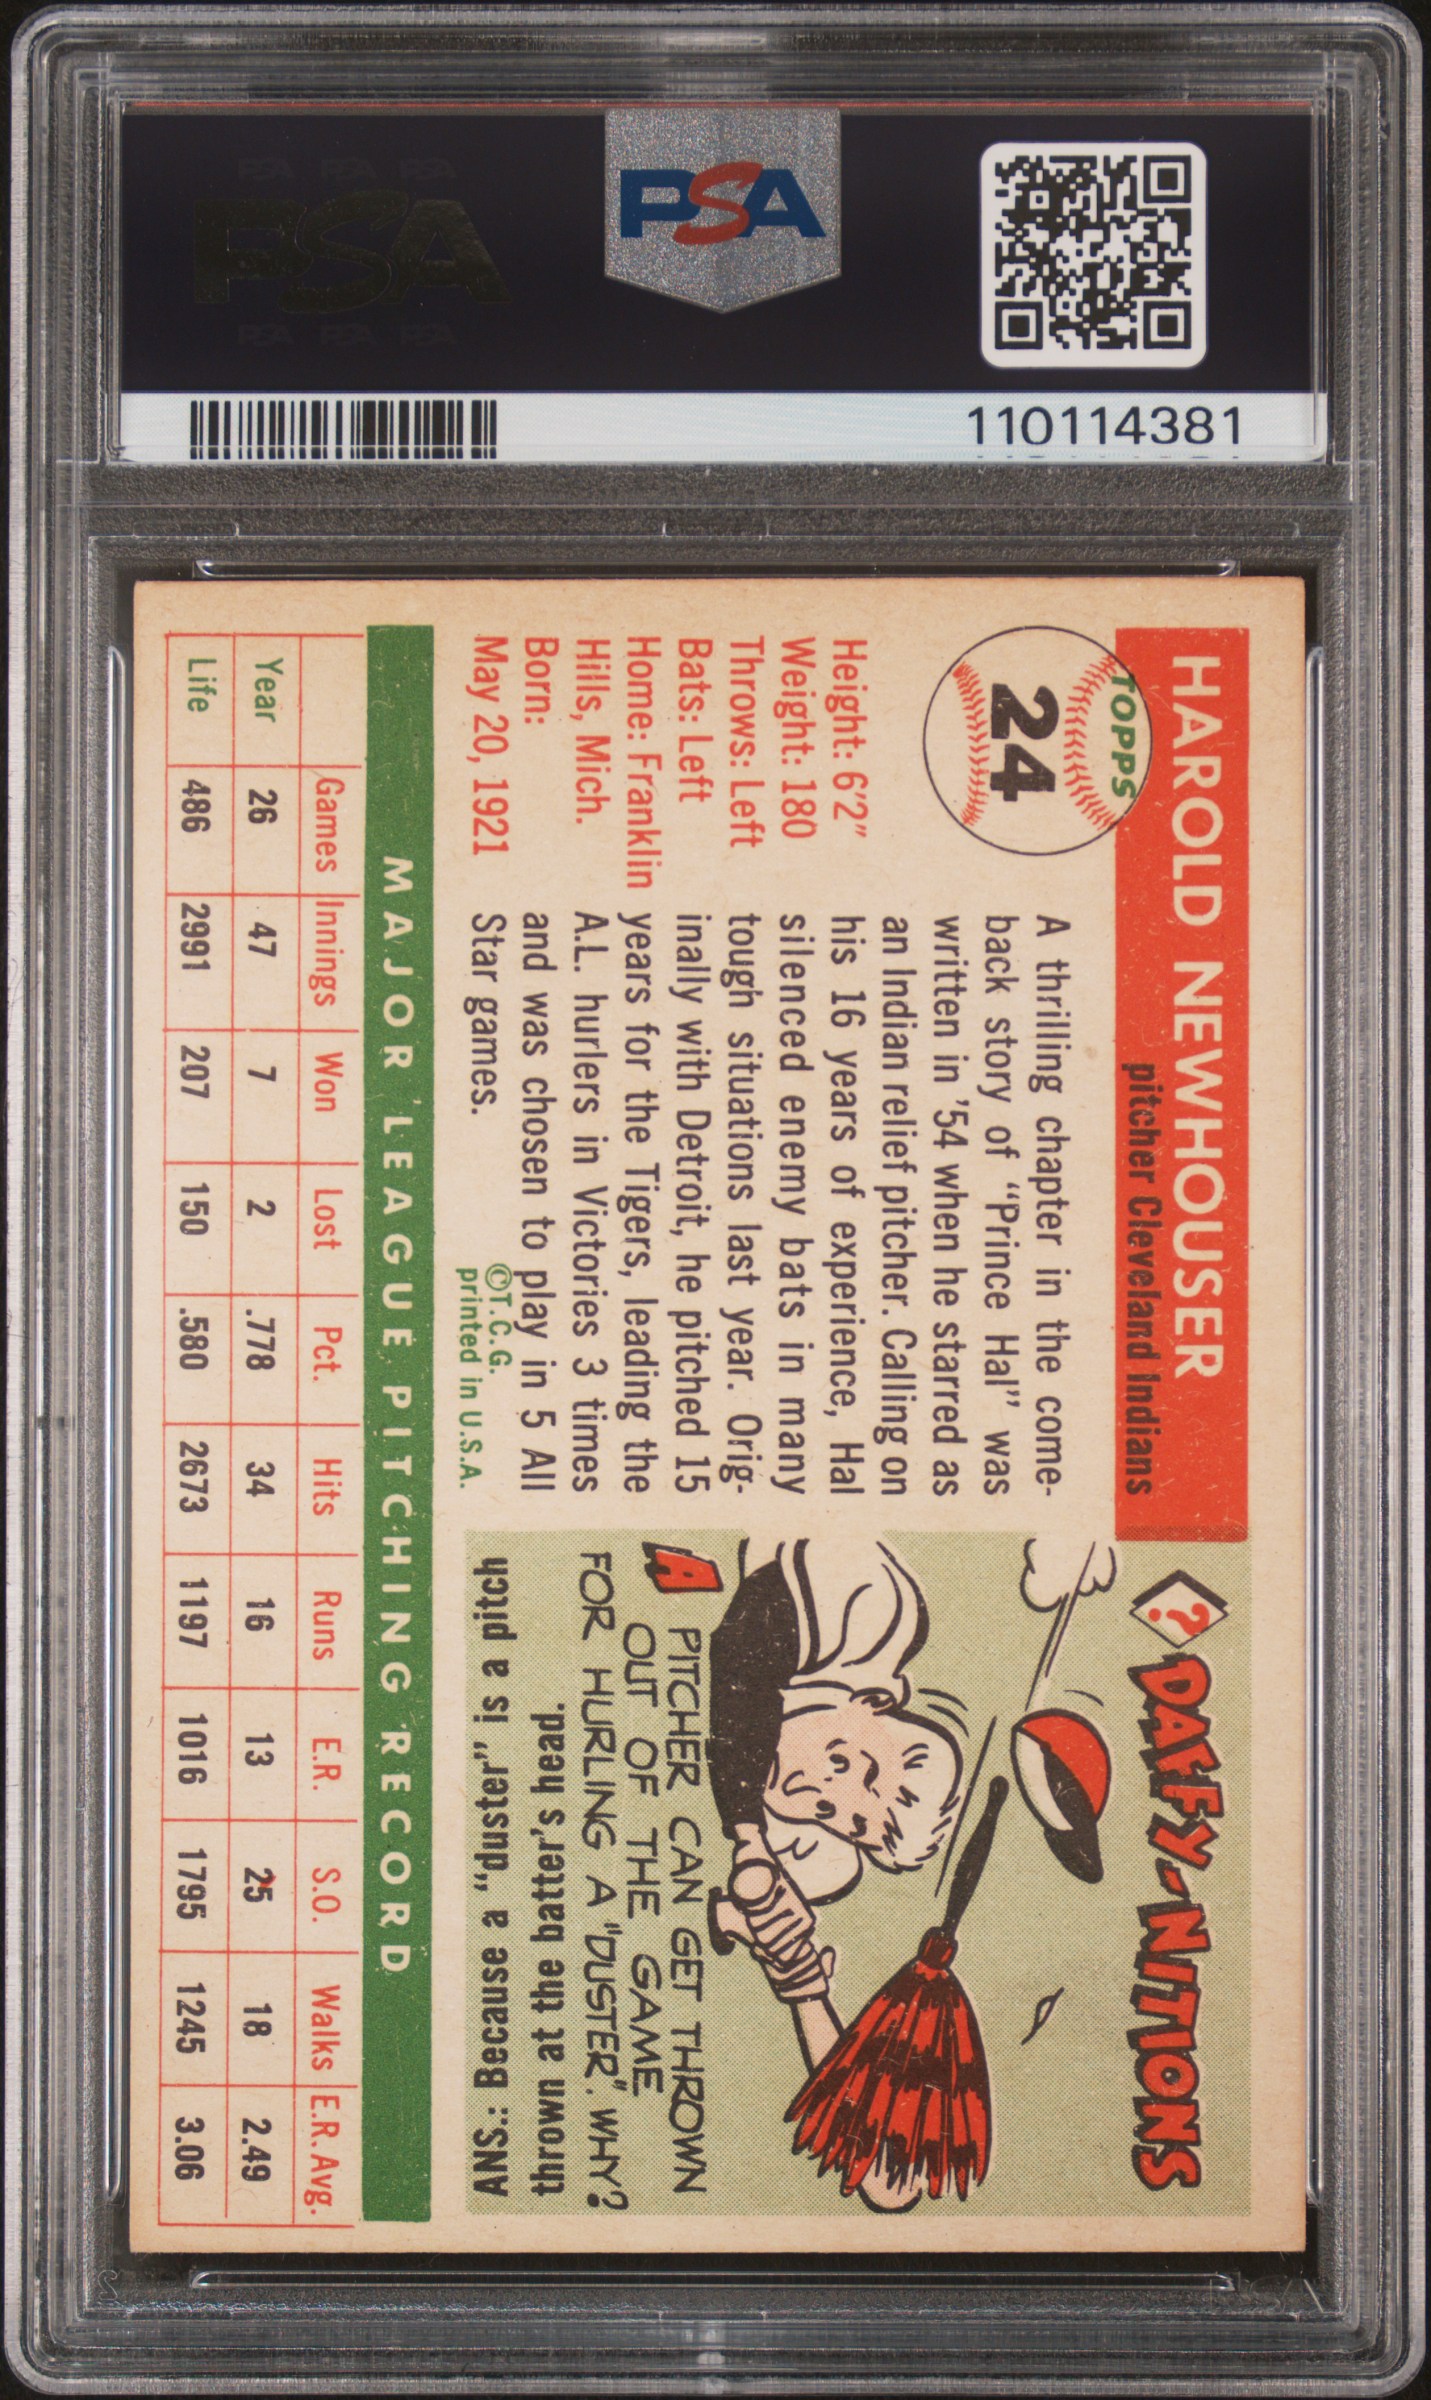 PSA PSA PSA
PSA
PSA PSA PSA
PSA
110114381
HAROLD NEWHOUSER
pitcher Cleveland Indians
TOPPS
24
Height: 6'2"
Weight: 180
Throws: Left
Bats: Left
Home: Franklin
Hills, Mich.
Born:
May 20, 1921
A thrilling chapter in the come-
back story of "Prince Hal" was
written in '54 when he starred as
an Indian relief pitcher. Calling on
his 16 years of experience, Hal
silenced enemy bats in many
tough situations last year. Orig-
inally with Detroit, he pitched 15
years for the Tigers, leading the
A.L. hurlers in Victories 3 times
and was chosen to play in 5 All
Star games.
©T.C.G.
printed in U.S.A.
? DAFFY-NITIONS
A PITCHER CAN GET THROWN
OUT OF THE GAME
FOR HURLING A "DUSTER". WHY?
ANS.: Because a "duster," is a pitch
thrown at the batter's head.
MAJOR LEAGUE PITCHING RECORD
Games Innings Won Lost Pct. Hits Runs E.R. S.O. Walks E.R. Avg.
Year 26 47 7 2 .778 34 16 13 25 18 2.49
Life 486 2991 207 150 .580 2673 1197 1016 1795 1245 3.06